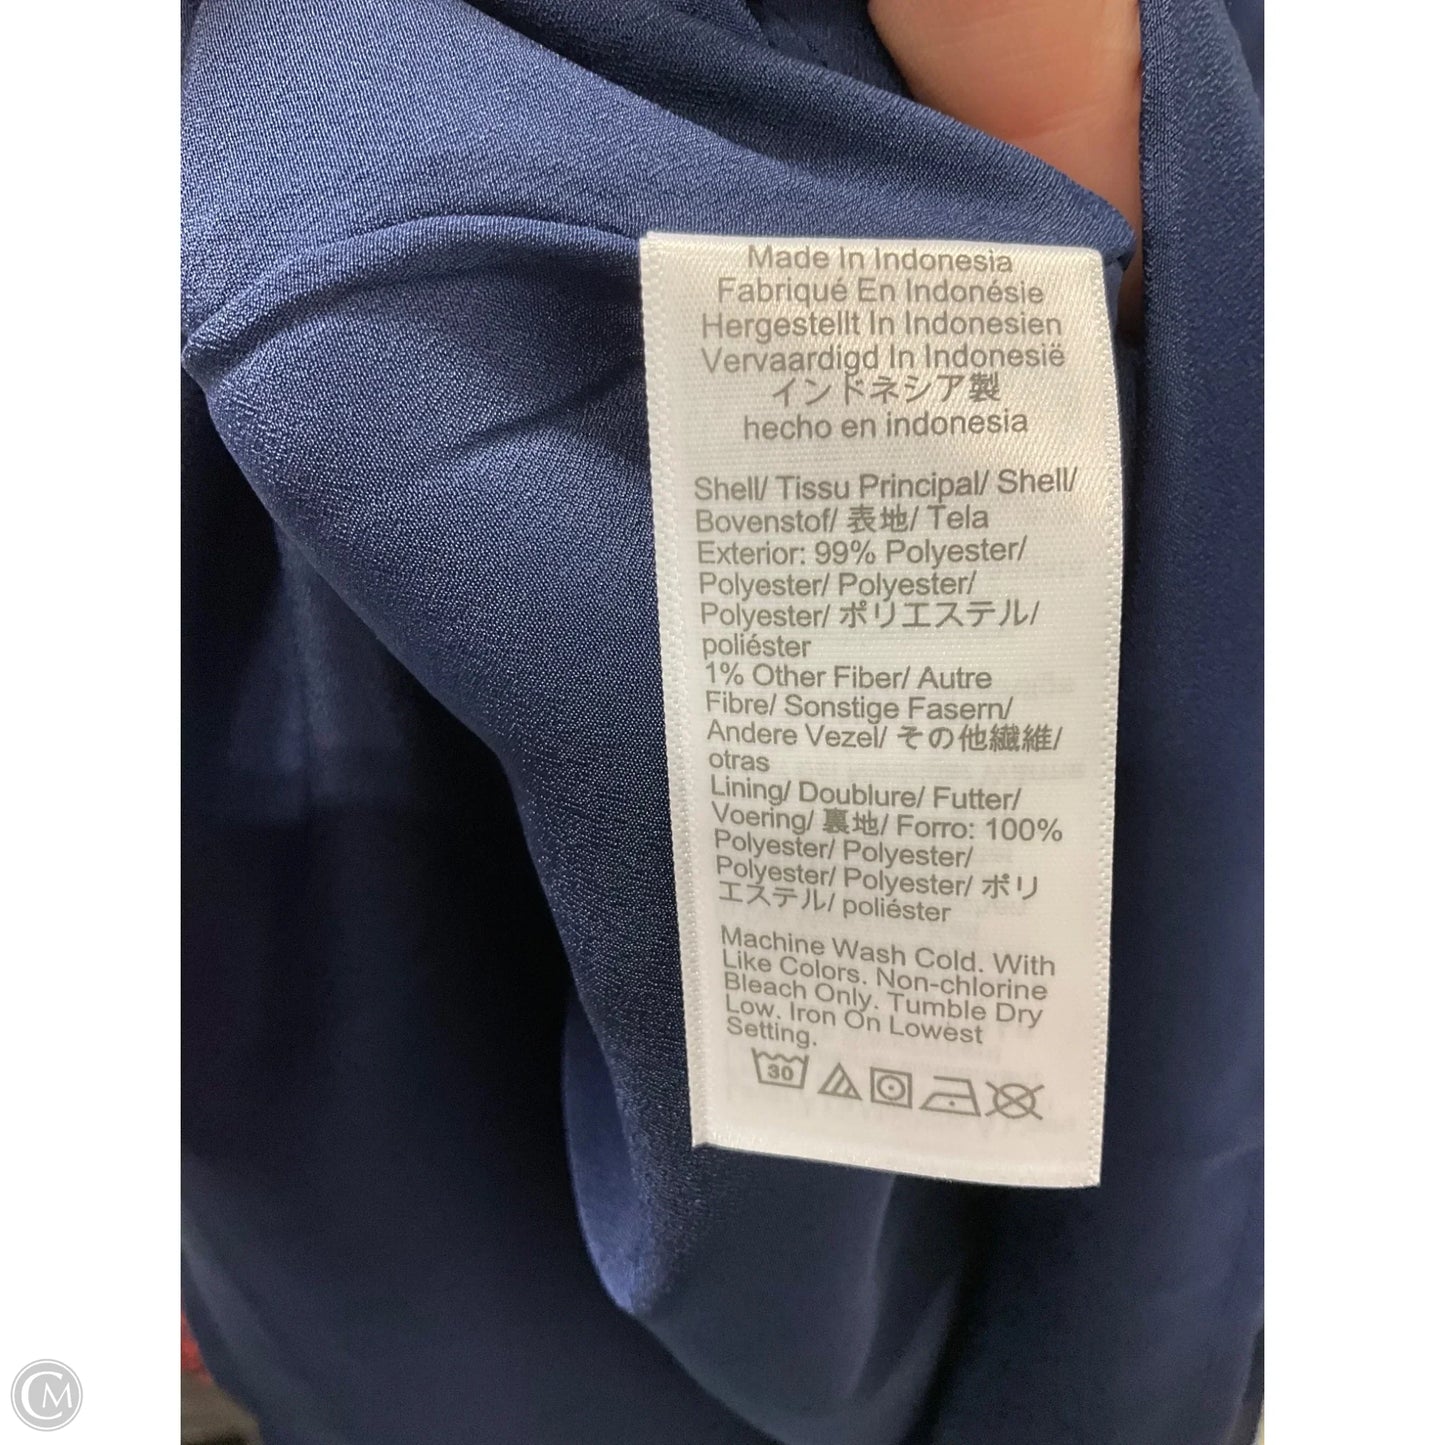 Made In Indonesia
Fabriqué En Indonésie
Hergestellt In Indonesien
Vervaardigd In Indonesië
インドネシア製
hecho en indonesia
Shell/ Tissu Principal/ Shell/
Bovenstof/ 表地/ Tela
Exterior: 99% Polyester/
Polyester/ Polyester/
Polyester/ ポリエステル/
poliéster
1% Other Fiber/ Autre
Fibre/ Sonstige Fasern/
Andere Vezel/ その他繊維/
otras
Lining/ Doublure/ Futter/
Voering/ 裏地/ Forro: 100%
Polyester/ Polyester/
Polyester/ Polyester/ ポリ
エステル/ poliéster
Machine Wash Cold. With
Like Colors. Non-chlorine
Bleach Only. Tumble Dry
Low. Iron On Lowest
Setting.
30
CM